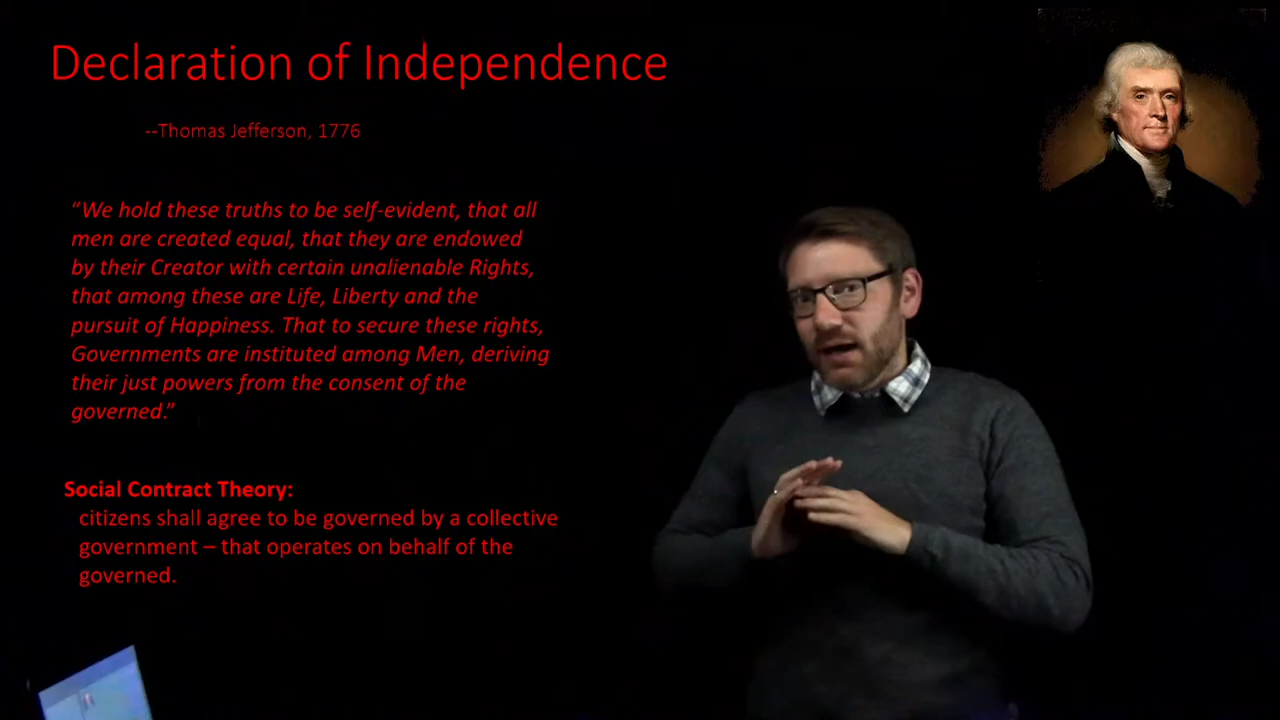 Declaration of Independence
--Thomas Jefferson, 1776
“We hold these truths to be self-evident, that all
men are created equal, that they are endowed
by their Creator with certain unalienable Rights,
that among these are Life, Liberty and the
pursuit of Happiness. That to secure these rights,
Governments are instituted among Men, deriving
their just powers from the consent of the
governed.”
Social Contract Theory:
citizens shall agree to be governed by a collective
government – that operates on behalf of the
governed.